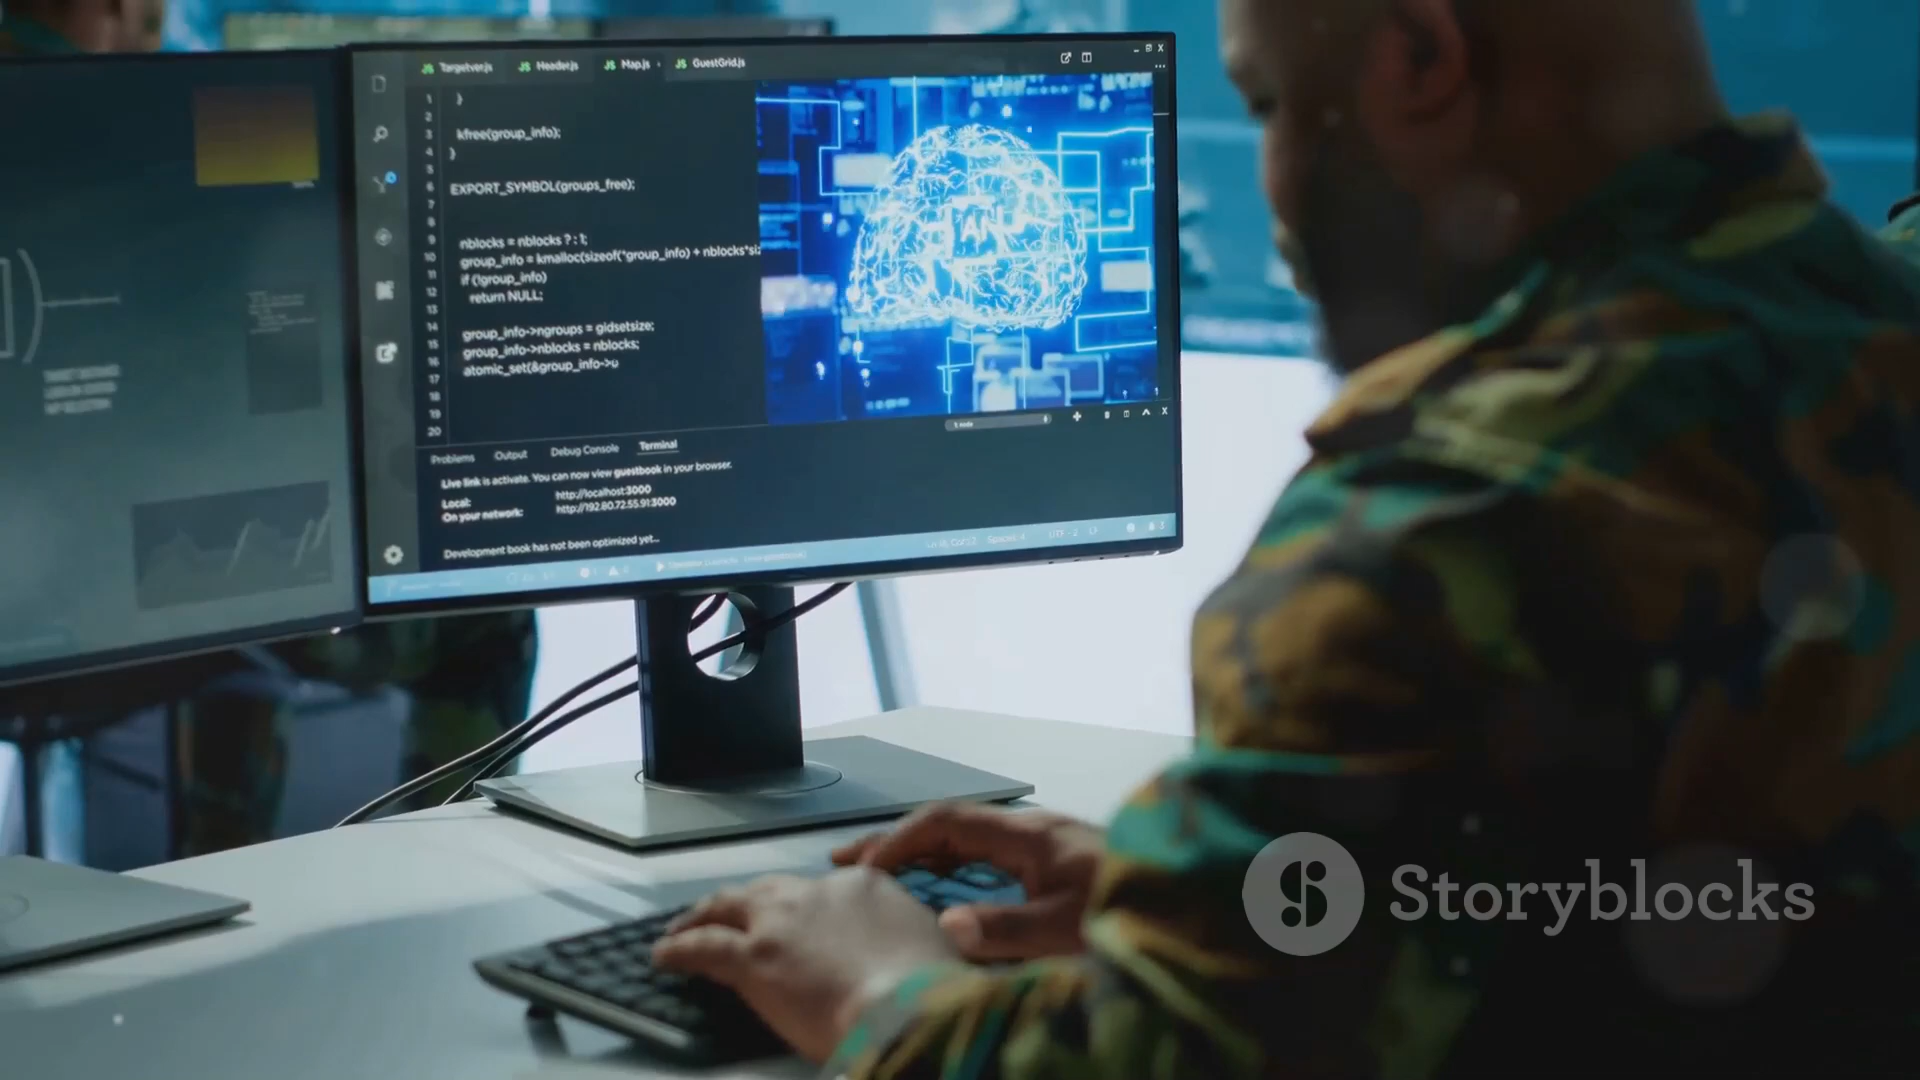 JS Targetver.js JS Header.js JS Map.js JS GuestGrid.js
1 }
2
3 kfree(group_info);
4 }
5
6 EXPORT_SYMBOL(groups_free);
7
8
9 nblocks = nblocks ? : 1;
10 group_info = kmalloc(sizeof(*group_info) + nblocks*si
11 if (!group_info)
12 return NULL;
13
14 group_info->ngroups = gidsetsize;
15 group_info->nblocks = nblocks;
16 atomic_set(&group_info->u
17
18
19
20
Problems Output Debug Console Terminal
Live link is activate. You can now view guestbook in your browser.
Local: http://localhost:3000
On your network: http://192.80.72.55.91:3000
Development book has not been optimized yet...
Storyblocks